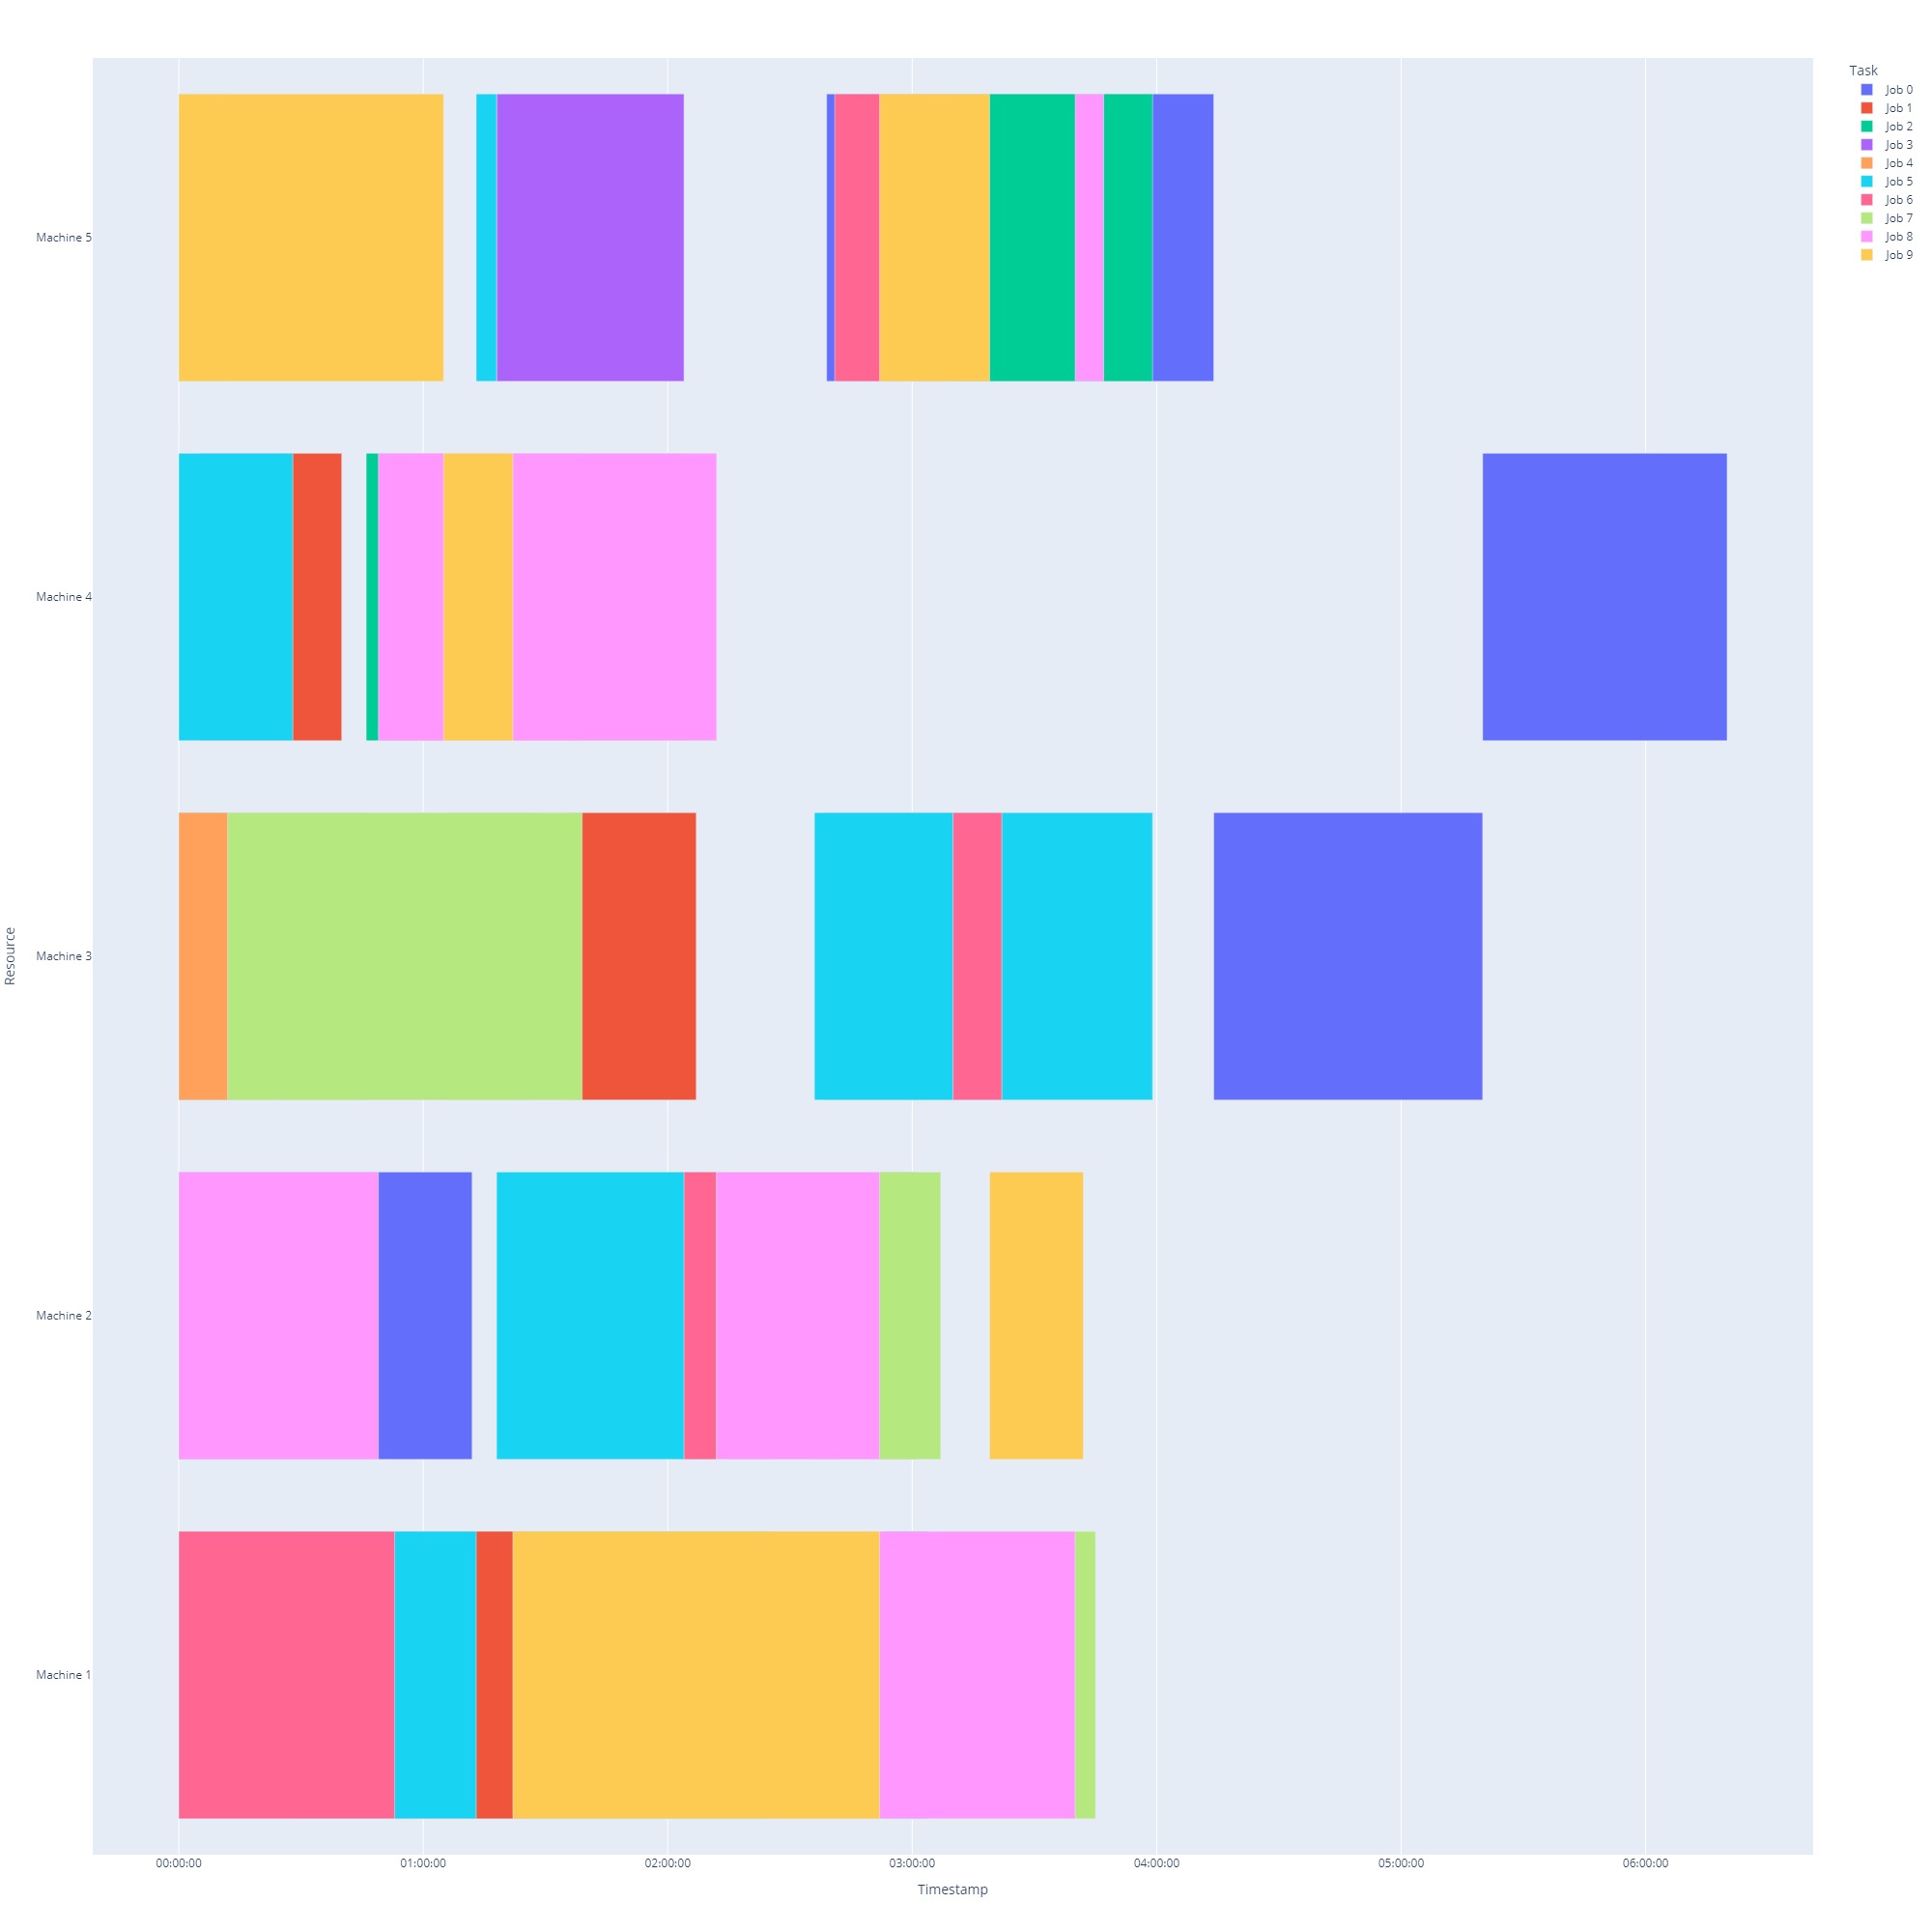 Task
Job 0
Job 1
Job 2
Job 3
Job 4
Job 5
Job 6
Job 7
Job 8
Job 9
Machine 5
Machine 4
Machine 3
Machine 2
Machine 1
Resource
00:00:00 01:00:00 02:00:00 03:00:00 04:00:00 05:00:00 06:00:00
Timestamp